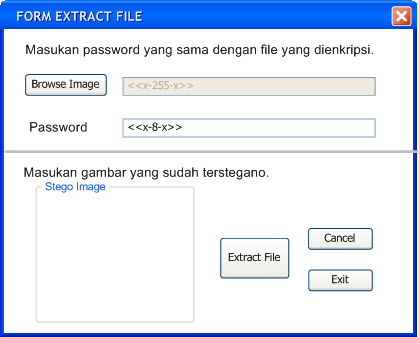 FORM EXTRACT FILE
Masukan password yang sama dengan file yang dienkripsi.
Browse Image
<<x-255-x>>
Password
<<x-8-x>>
Masukan gambar yang sudah terstegano.
Stego Image
Extract File
Cancel
Exit